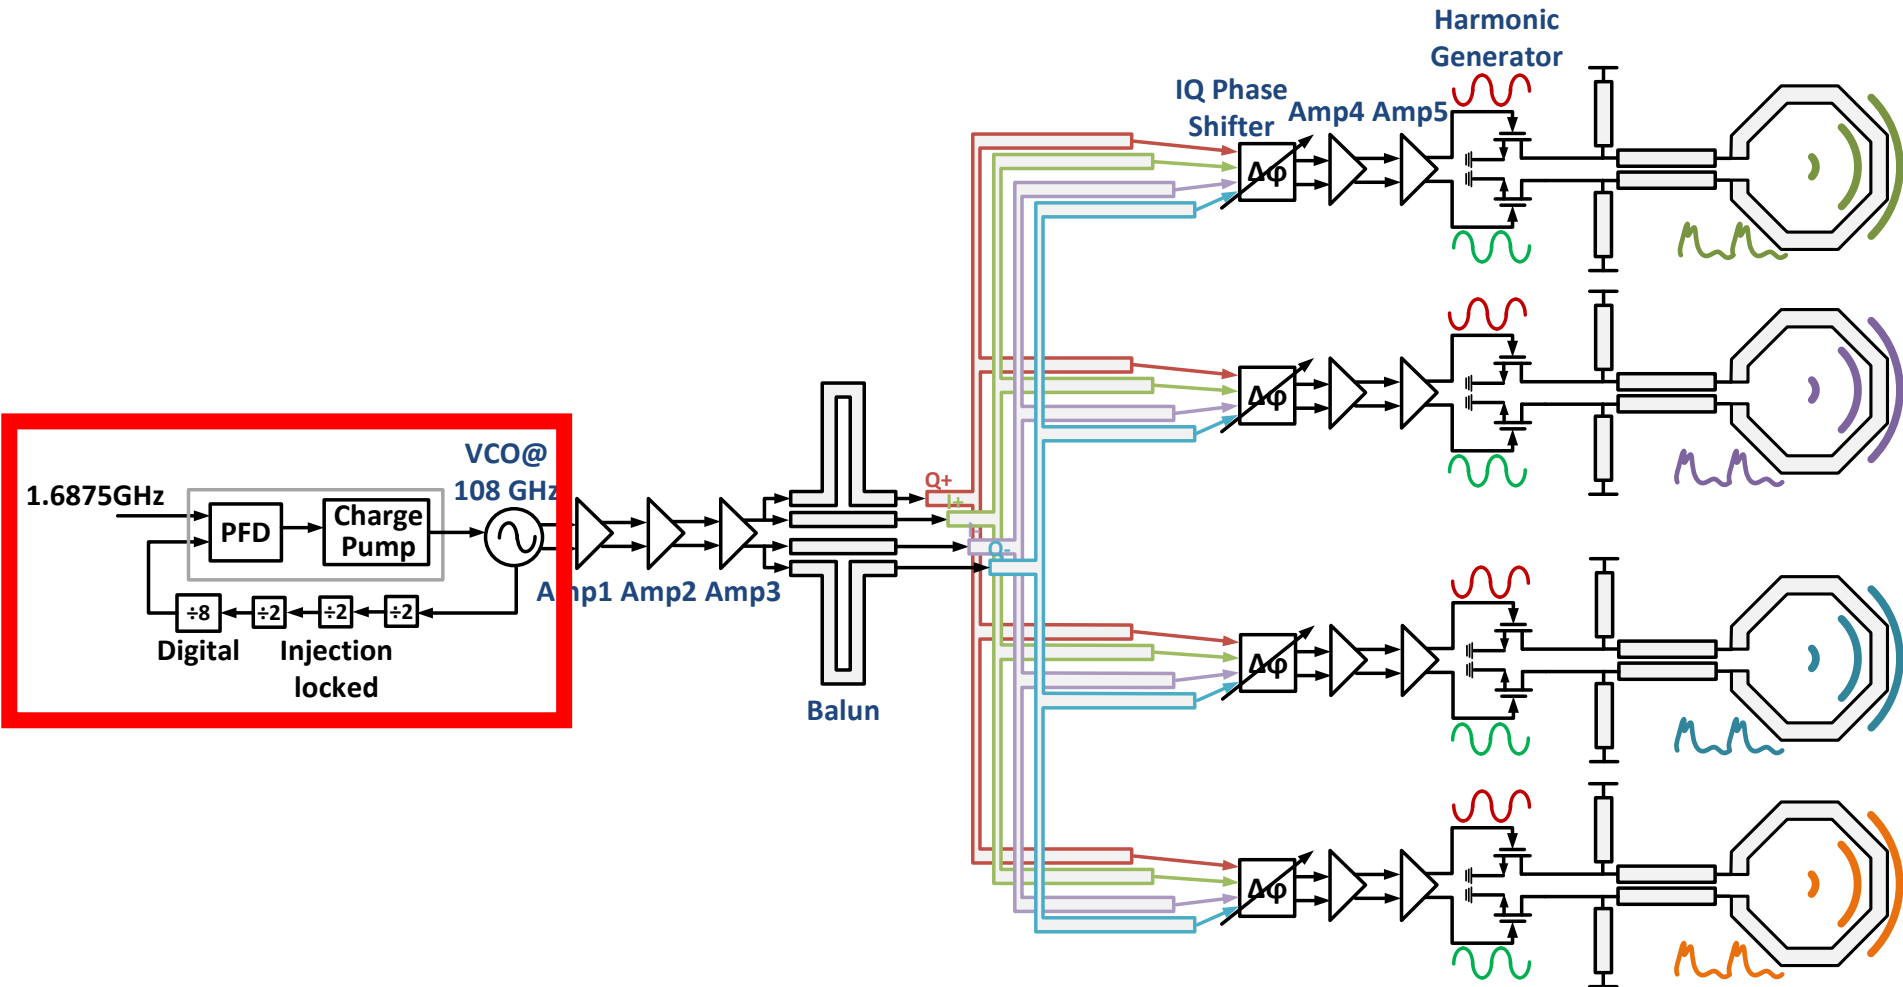 Harmonic
Generator
IQ Phase
Shifter
Amp4 Amp5
Δφ
Δφ
VCO@
108 GHz
1.6875GHz
PFD
Charge
Pump
Q+
I+
Q-
Amp1 Amp2 Amp3
÷8
÷2
÷2
÷2
Digital
Injection
locked
Balun
Δφ
Δφ